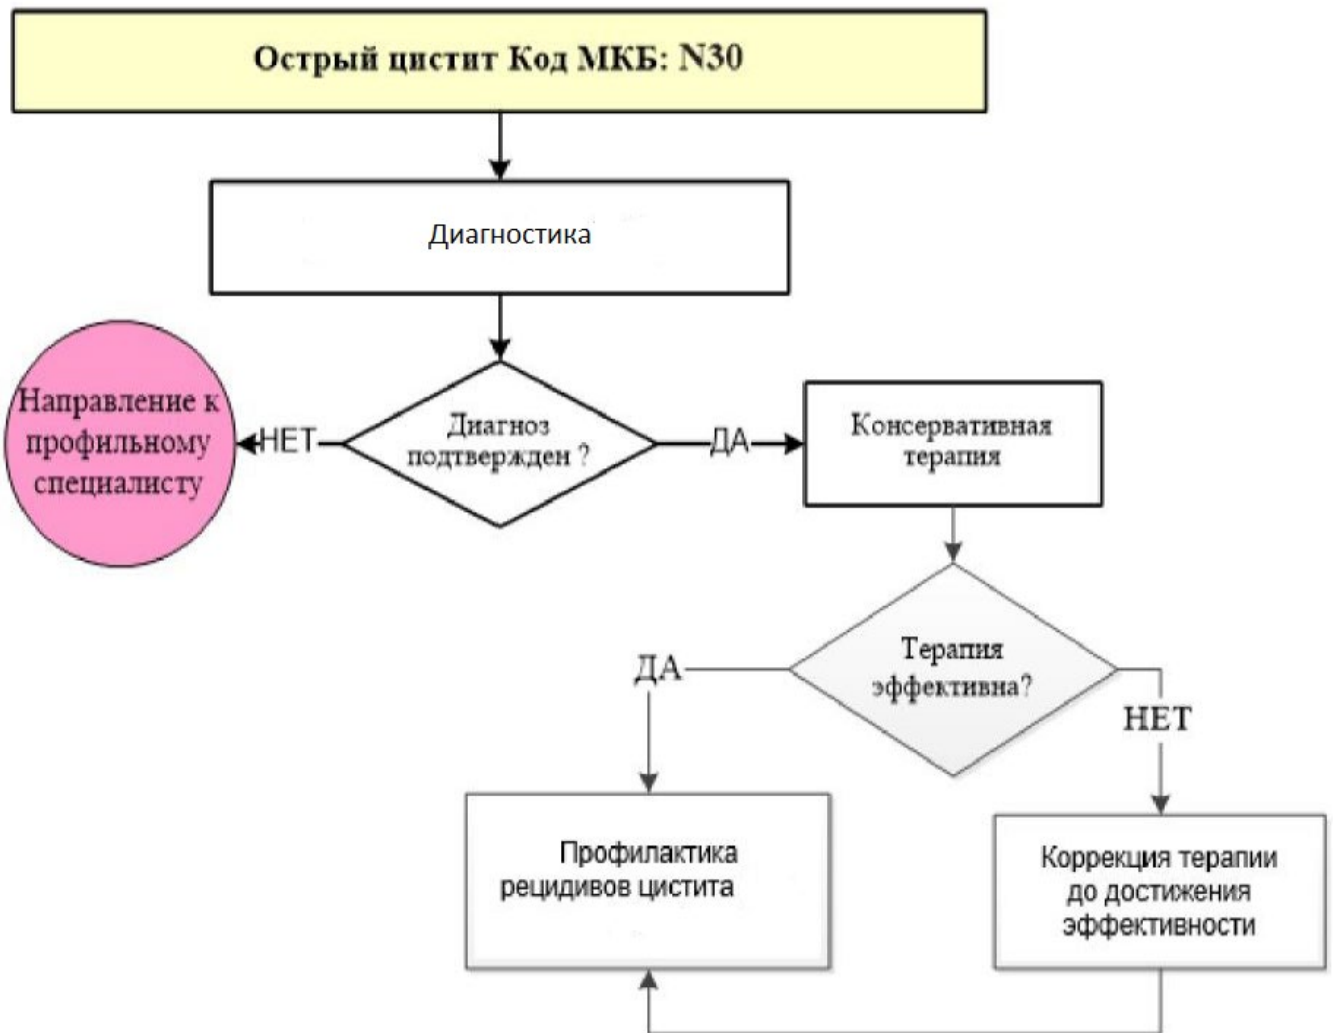 Острый цистит Код МКБ: N30
Диагностика
Направление к
профильному
специалисту
НЕТ
Диагноз
подтвержден ?
ДА
Консервативная
терапия
Терапия
эффективна?
ДА
НЕТ
Профилактика
рецидивов цистита
Коррекция терапии
до достижения
эффективности